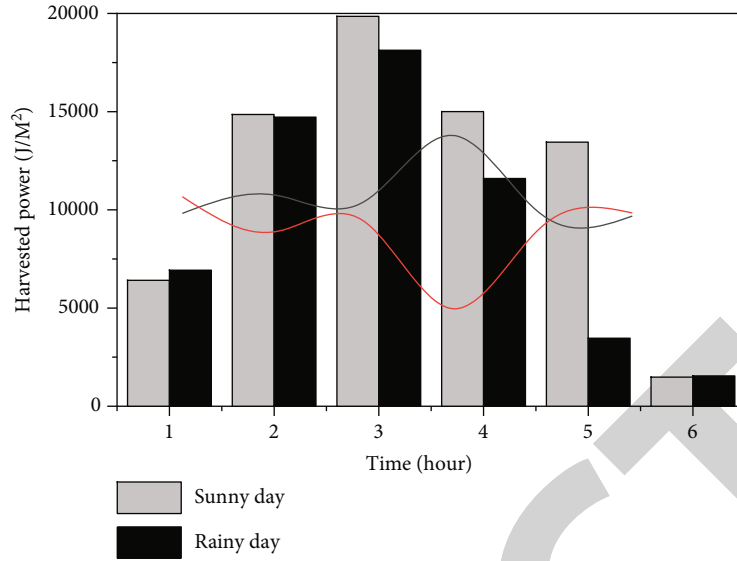 20000
15000
10000
5000
0
Harvested power (J/M²)
1 2 3 4 5 6
Time (hour)
Sunny day
Rainy day